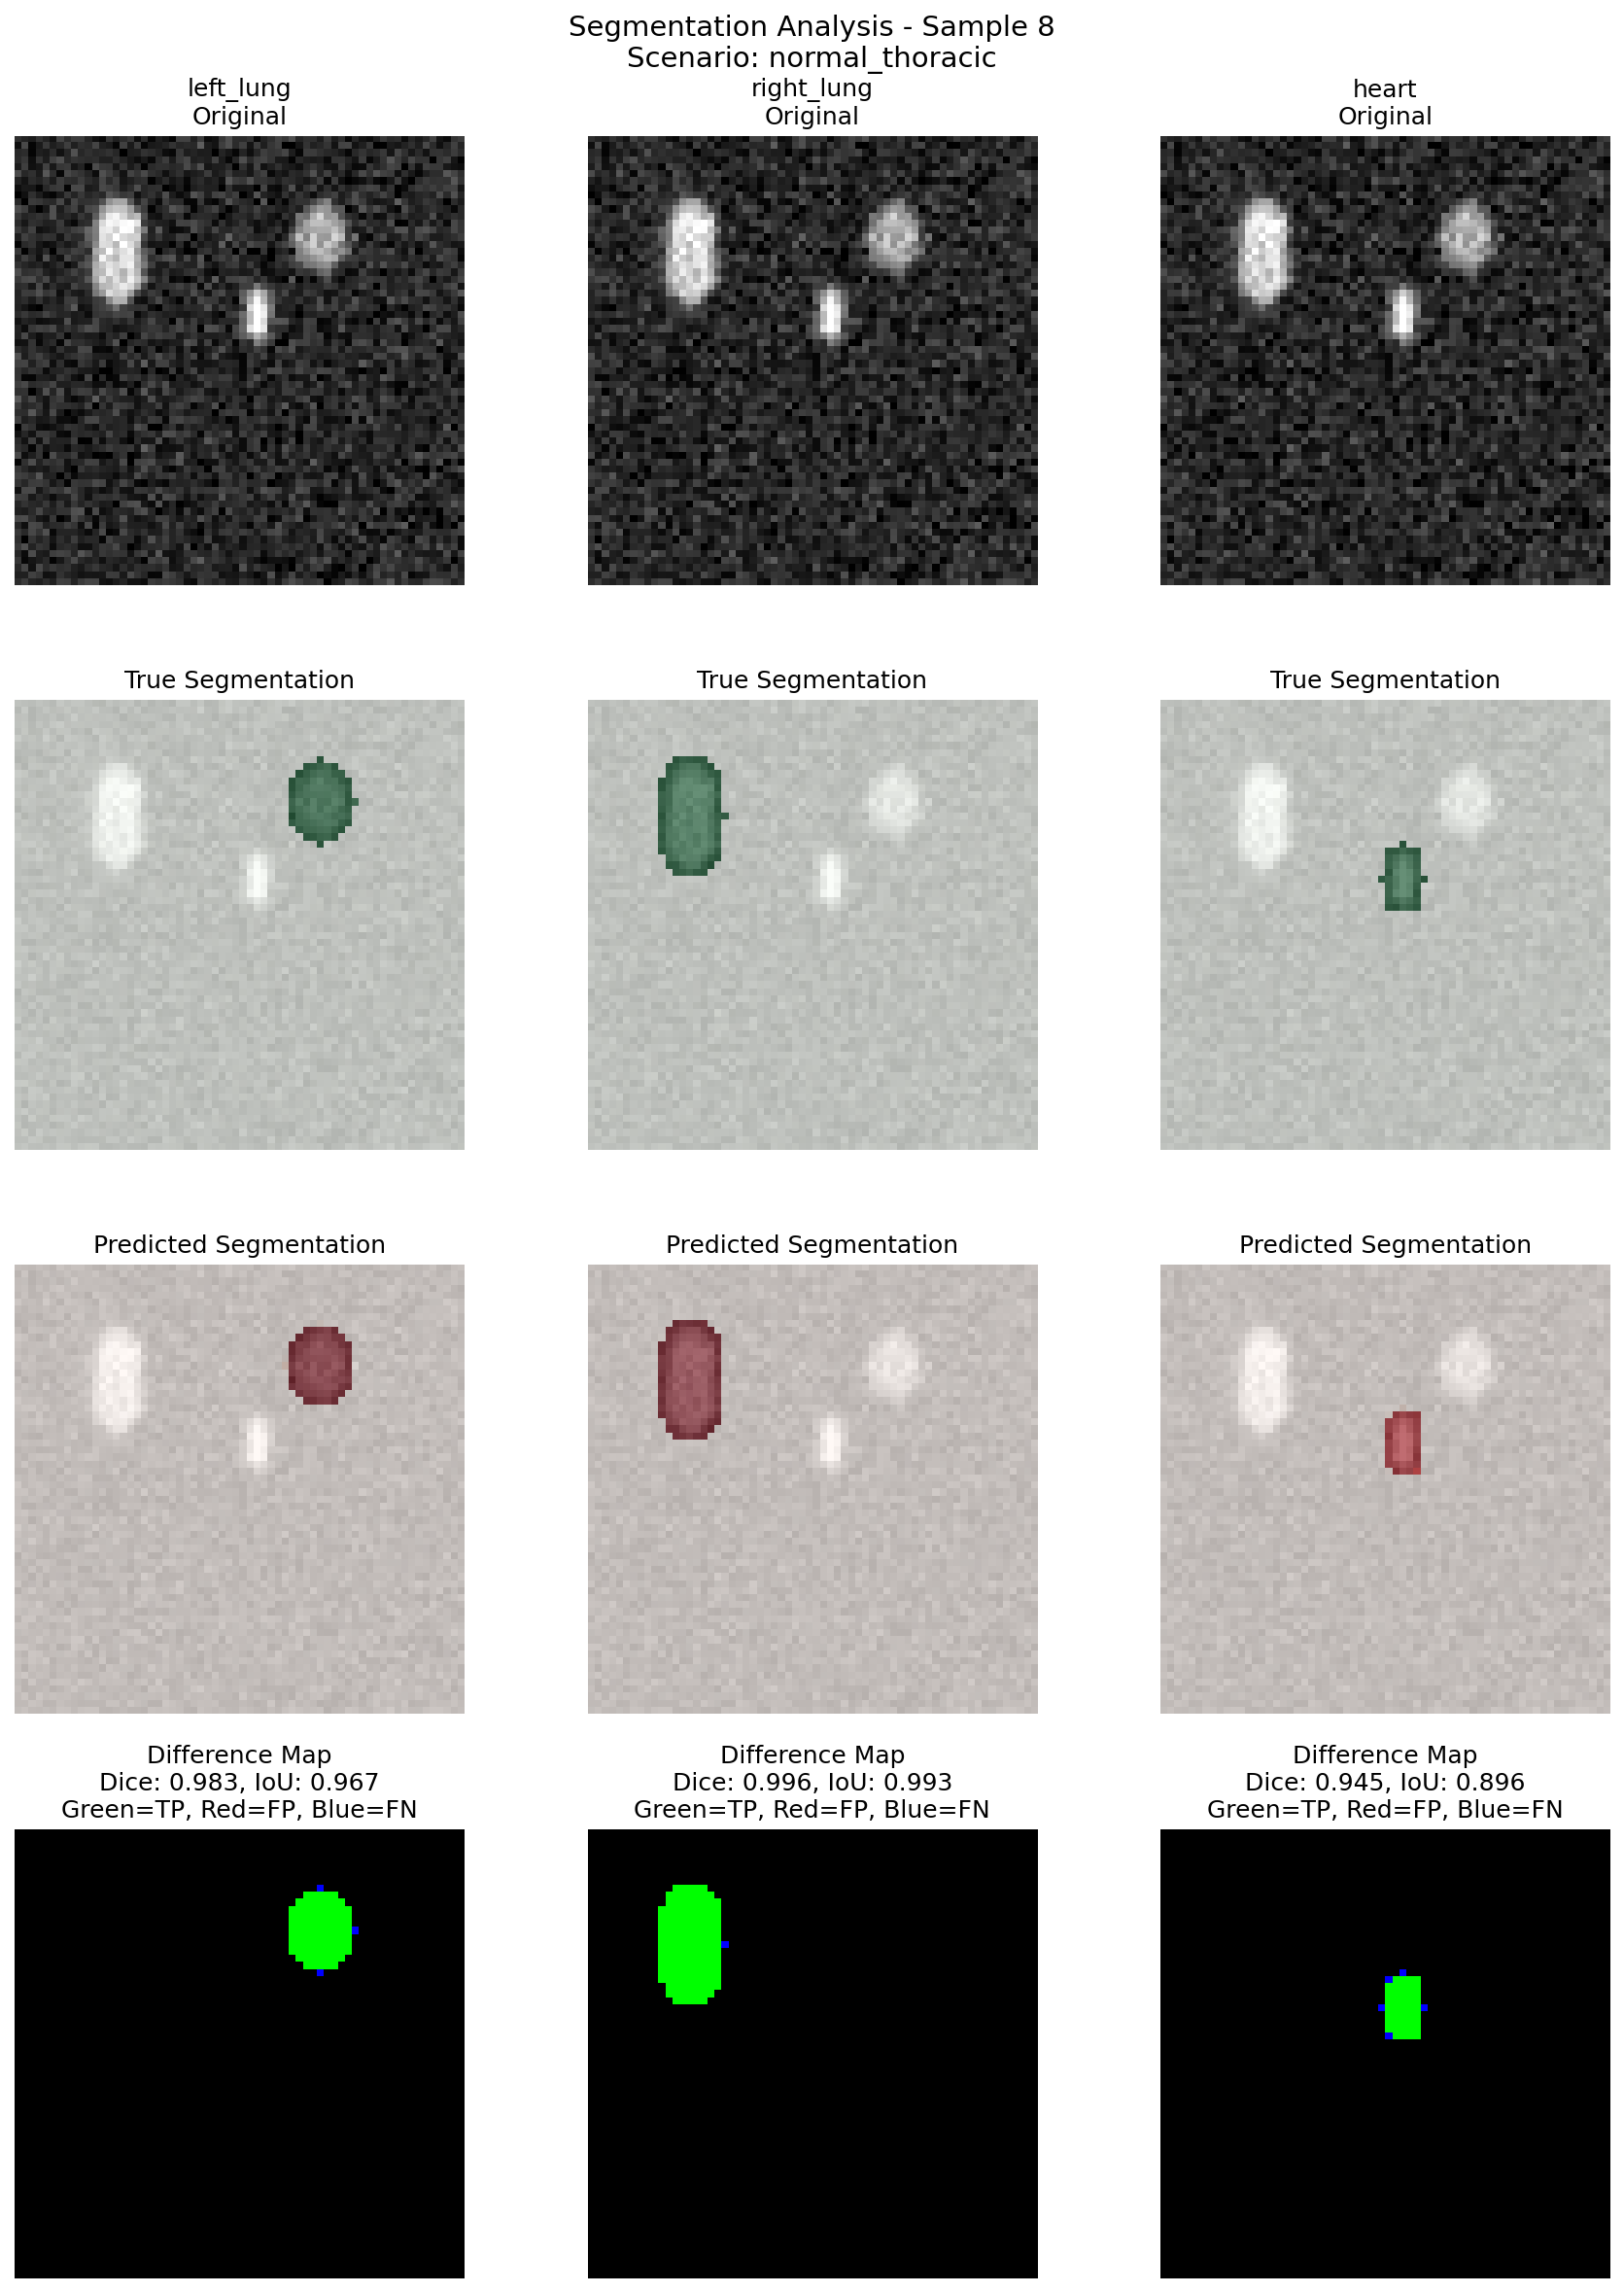 Segmentation Analysis - Sample 8
Scenario: normal_thoracic
left_lung
Original
right_lung
Original
heart
Original
True Segmentation
True Segmentation
True Segmentation
Predicted Segmentation
Predicted Segmentation
Predicted Segmentation
Difference Map
Dice: 0.983, IoU: 0.967
Green=TP, Red=FP, Blue=FN
Difference Map
Dice: 0.996, IoU: 0.993
Green=TP, Red=FP, Blue=FN
Difference Map
Dice: 0.945, IoU: 0.896
Green=TP, Red=FP, Blue=FN